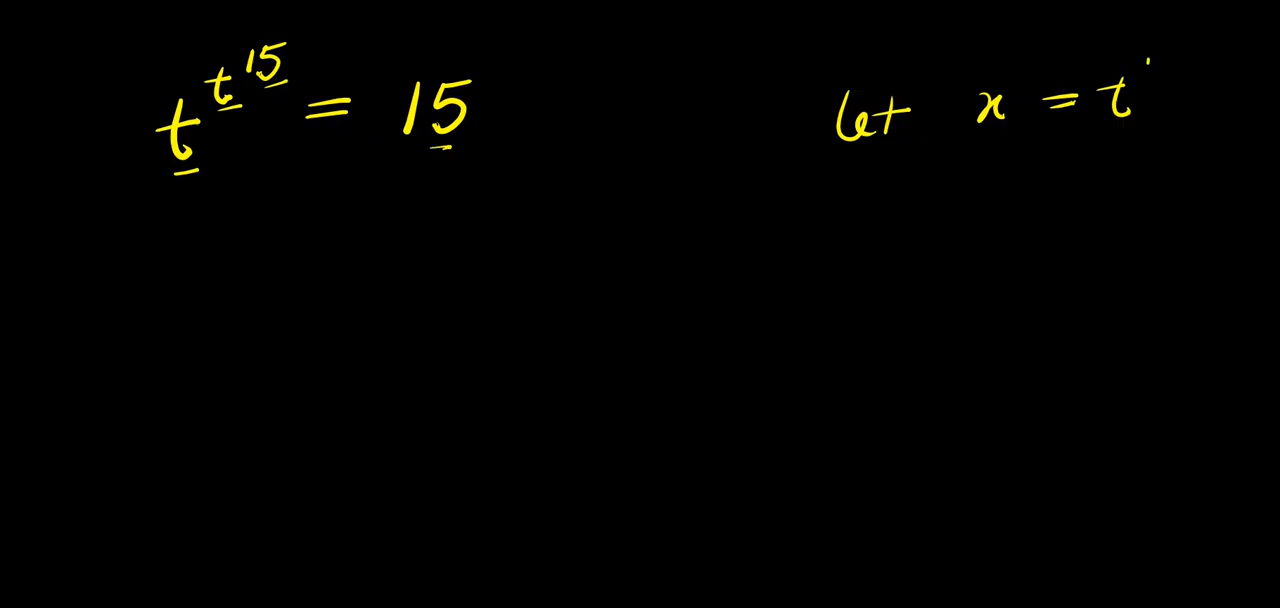 t^{t^{15}} = 15
let x = t